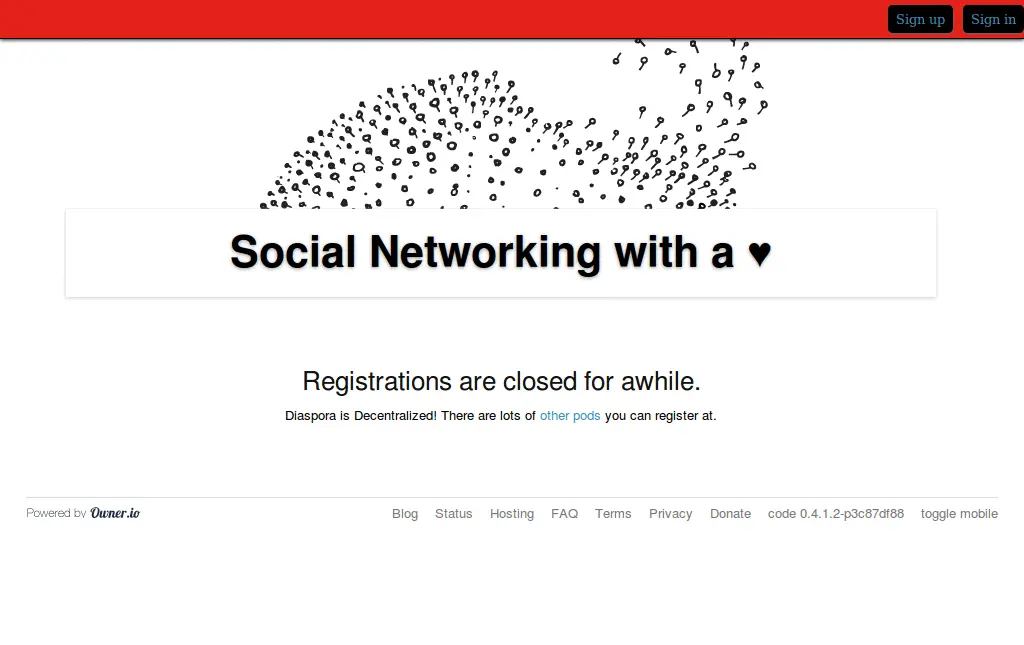 Sign up Sign in
Social Networking with a ♥
Registrations are closed for awhile.
Diaspora is Decentralized! There are lots of other pods you can register at.
Powered by Owner.io Blog Status Hosting FAQ Terms Privacy Donate code 0.4.1.2-p3c87df88 toggle mobile